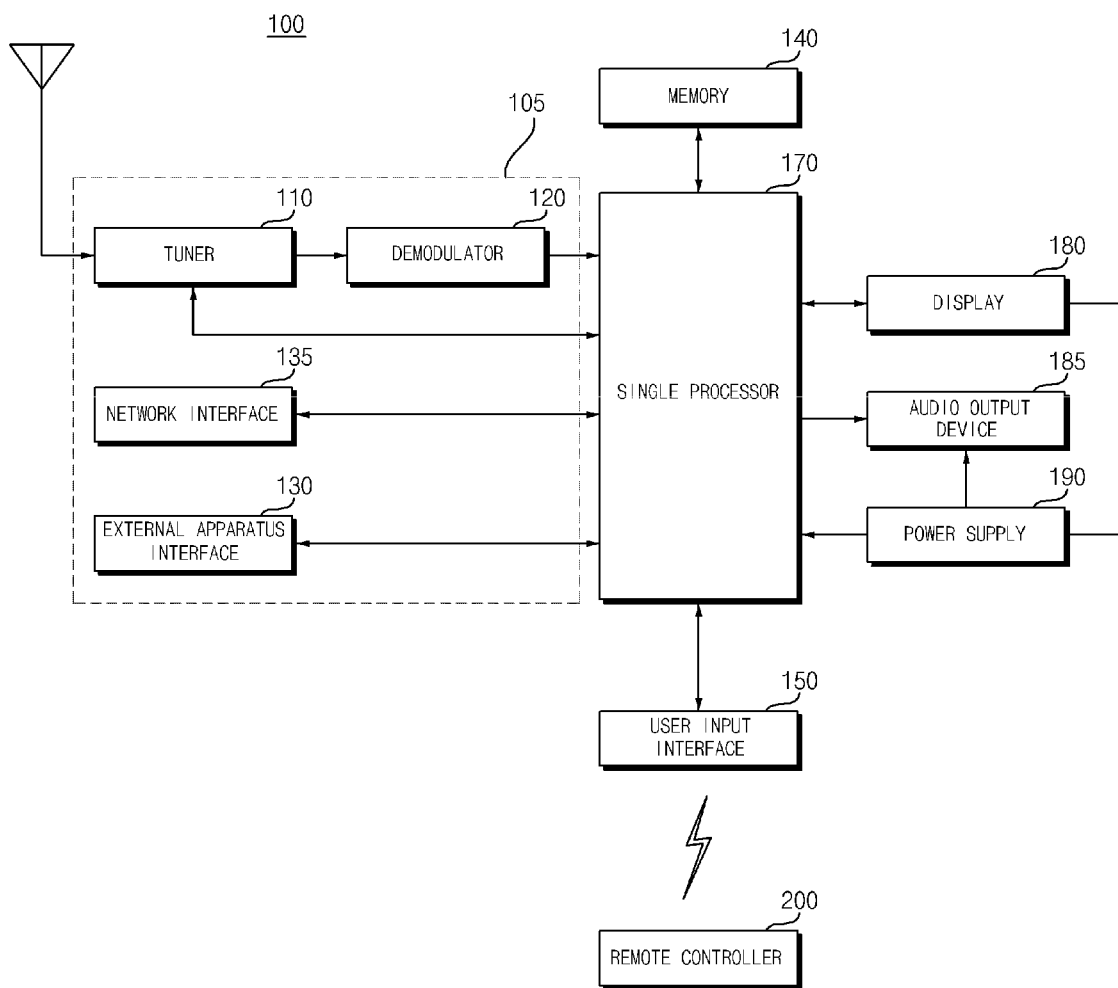 100
140
MEMORY
105
170
110
TUNER
120
DEMODULATOR
180
DISPLAY
135
NETWORK INTERFACE
SINGLE PROCESSOR
185
AUDIO OUTPUT
DEVICE
130
EXTERNAL APPARATUS
INTERFACE
190
POWER SUPPLY
150
USER INPUT
INTERFACE
200
REMOTE CONTROLLER